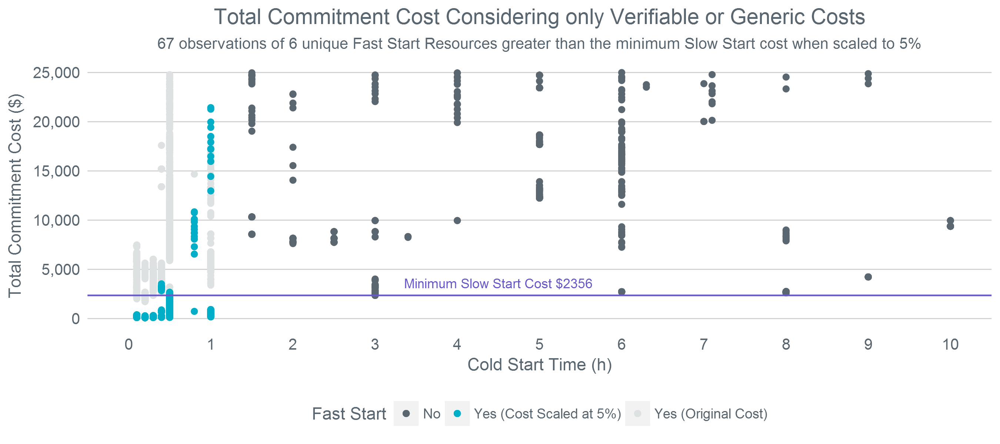 Total Commitment Cost Considering only Verifiable or Generic Costs
67 observations of 6 unique Fast Start Resources greater than the minimum Slow Start cost when scaled to 5%
Total Commitment Cost ($)
25,000
20,000
15,000
10,000
5,000
0
Minimum Slow Start Cost $2356
0 1 2 3 4 5 6 7 8 9 10
Cold Start Time (h)
Fast Start No Yes (Cost Scaled at 5%) Yes (Original Cost)